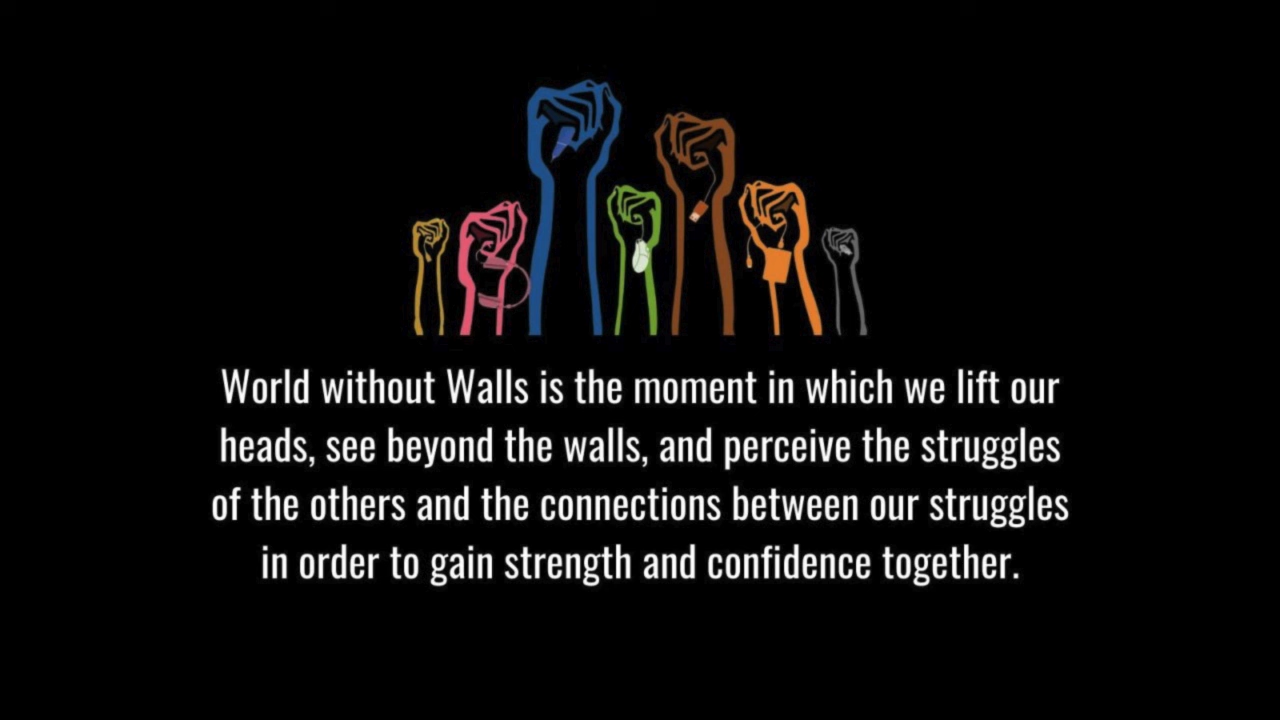 World without Walls is the moment in which we lift our
heads, see beyond the walls, and perceive the struggles
of the others and the connections between our struggles
in order to gain strength and confidence together.